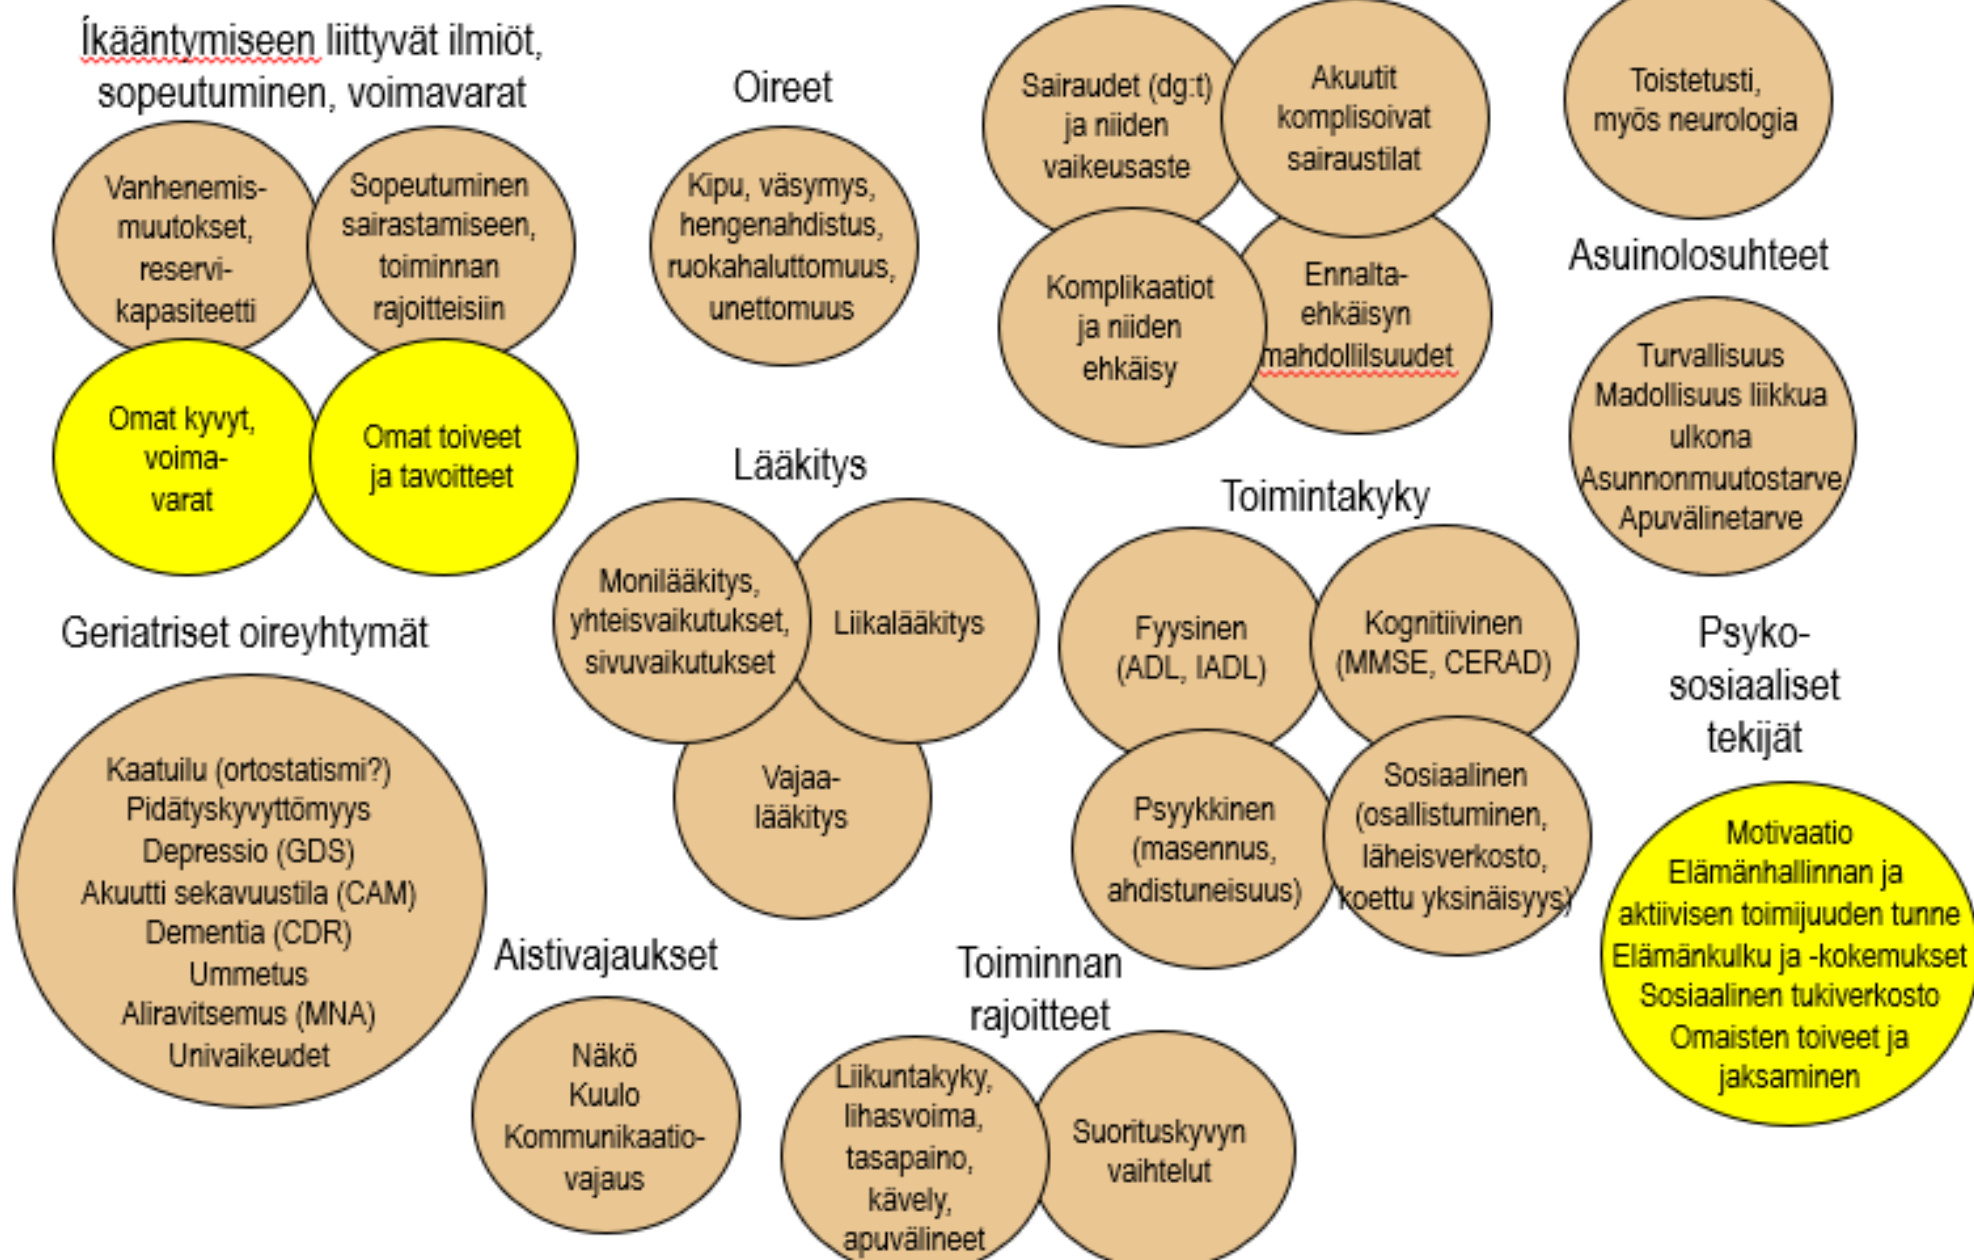 Íkääntymiseen liittyvät ilmiöt,
sopeutuminen, voimavarat
Vanhenemis-
muutokset,
reservi-
kapasiteetti
Sopeutuminen
sairastamiseen,
toiminnan
rajoitteisiin
Omat kyvyt,
voima-
varat
Omat toiveet
ja tavoitteet
Oireet
Kipu, väsymys,
hengenahdistus,
ruokahaluttomuus,
unettomuus
Sairaudet (dg:t)
ja niiden
vaikeusaste
Akuutit
komplisoivat
sairaustilat
Komplikaatiot
ja niiden
ehkäisy
Ennalta-
ehkäisyn
mahdollilsuudet
Toistetusti,
myös neurologia
Asuinolosuhteet
Turvallisuus
Madollisuus liikkua
ulkona
Asunnonmuutostarve
Apuvälinetarve
Lääkitys
Monilääkitys,
yhteisvaikutukset,
sivuvaikutukset
Liikalääkitys
Vajaa-
lääkitys
Toimintakyky
Fyysinen
(ADL, IADL)
Kognitiivinen
(MMSE, CERAD)
Psyykkinen
(masennus,
ahdistuneisuus)
Sosiaalinen
(osallistuminen,
läheisverkosto,
koettu yksinäisyys)
Geriatriset oireyhtymät
Kaatuilu (ortostatismi?)
Pidätyskyvyttömyys
Depressio (GDS)
Akuutti sekavuustila (CAM)
Dementia (CDR)
Ummetus
Aliravitsemus (MNA)
Univaikeudet
Psyko-
sosiaaliset
tekijät
Motivaatio
Elämänhallinnan ja
aktiivisen toimijuuden tunne
Elämänkulku ja -kokemukset
Sosiaalinen tukiverkosto
Omaisten toiveet ja
jaksaminen
Aistivajaukset
Näkö
Kuulo
Kommunikaatio-
vajaus
Toiminnan
rajoitteet
Liikuntakyky,
lihasvoima,
tasapaino,
kävely,
apuvälineet
Suorituskyvyn
vaihtelut